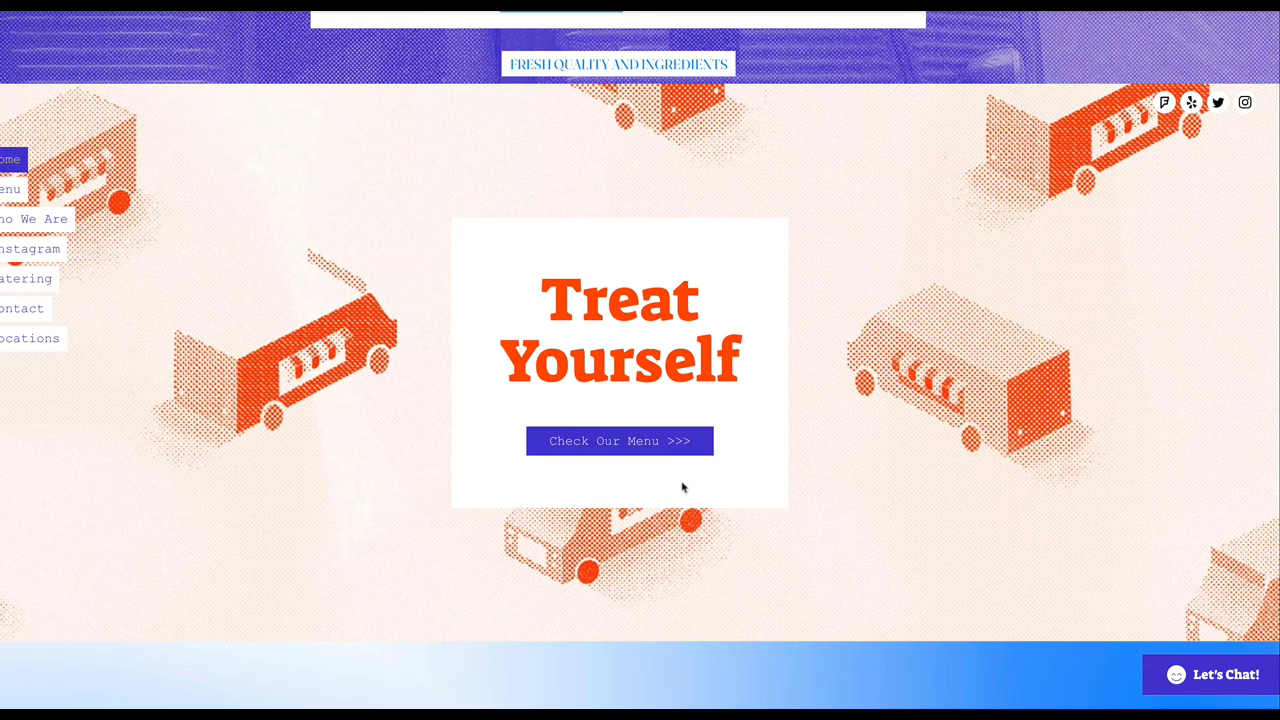 FRESH QUALITY AND INGREDIENTS
ome
enu
ho We Are
nstagram
atering
ontact
ocations
Treat
Yourself
Check Our Menu >>>
Let's Chat!